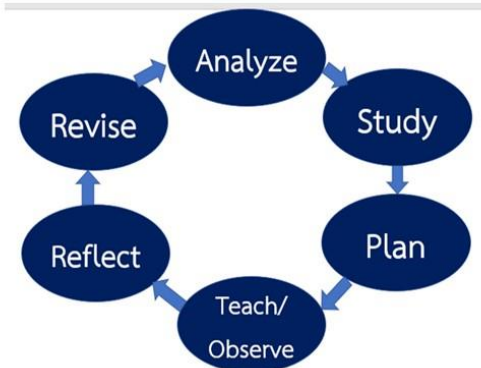 Analyze
Study
Plan
Teach/
Observe
Reflect
Revise